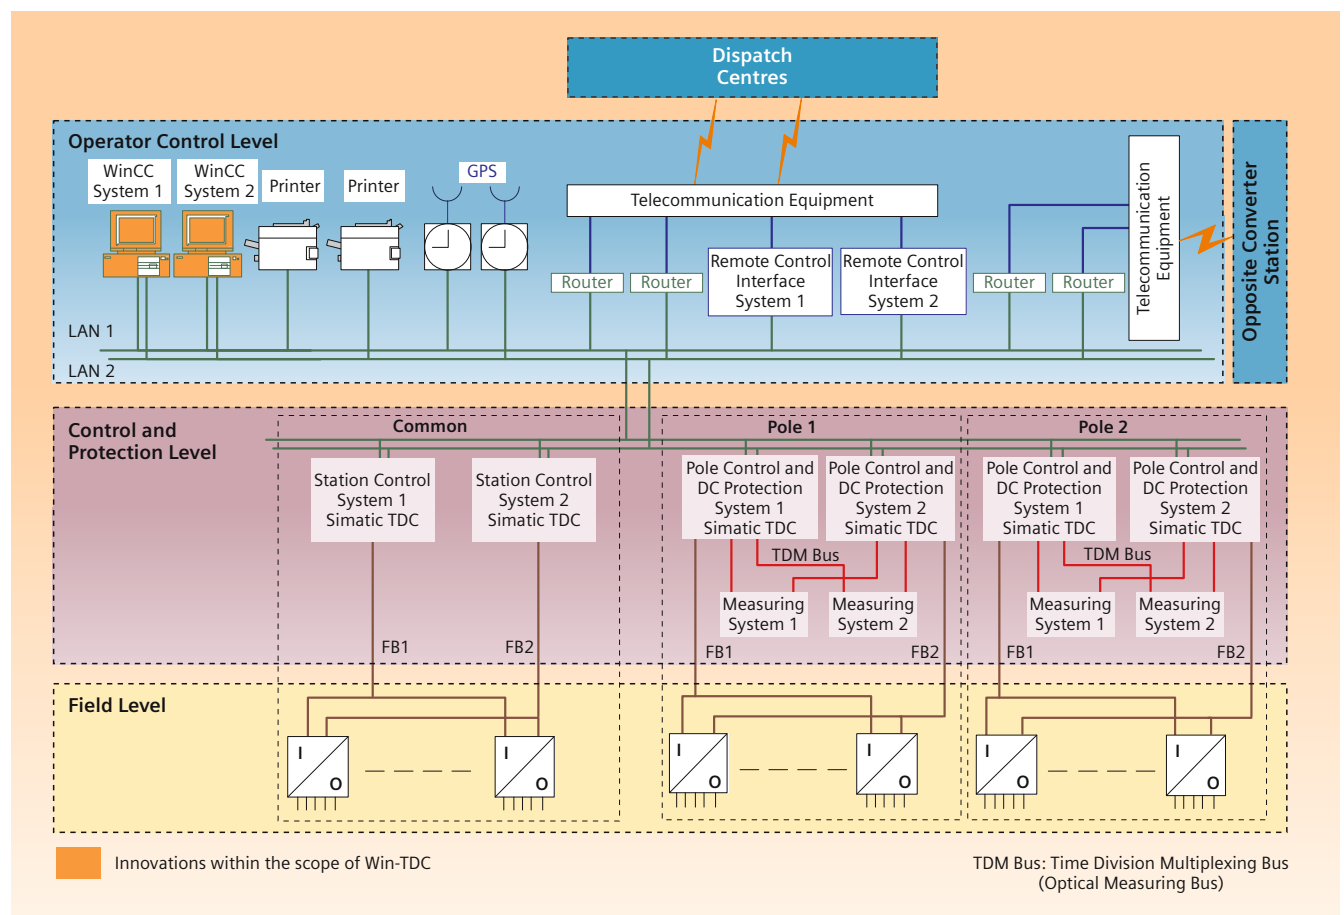 Dispatch
Centres
Operator Control Level
WinCC
System 1
WinCC
System 2
Printer
Printer
GPS
Telecommunication Equipment
Router
Router
Remote Control
Interface
System 1
Remote Control
Interface
System 2
Router
Router
Telecommunication
Equipment
Opposite Converter
Station
LAN 1
LAN 2
Control and
Protection Level
Common
Pole 1
Pole 2
Station Control
System 1
Simatic TDC
Station Control
System 2
Simatic TDC
Pole Control and
DC Protection
System 1
Simatic TDC
Pole Control and
DC Protection
System 2
Simatic TDC
Pole Control and
DC Protection
System 1
Simatic TDC
Pole Control and
DC Protection
System 2
Simatic TDC
TDM Bus
TDM Bus
Measuring
System 1
Measuring
System 2
Measuring
System 1
Measuring
System 2
FB1
FB2
FB1
FB2
FB1
FB2
Field Level
I
O
I
O
I
O
I
O
I
O
I
O
Innovations within the scope of Win-TDC
TDM Bus: Time Division Multiplexing Bus
(Optical Measuring Bus)